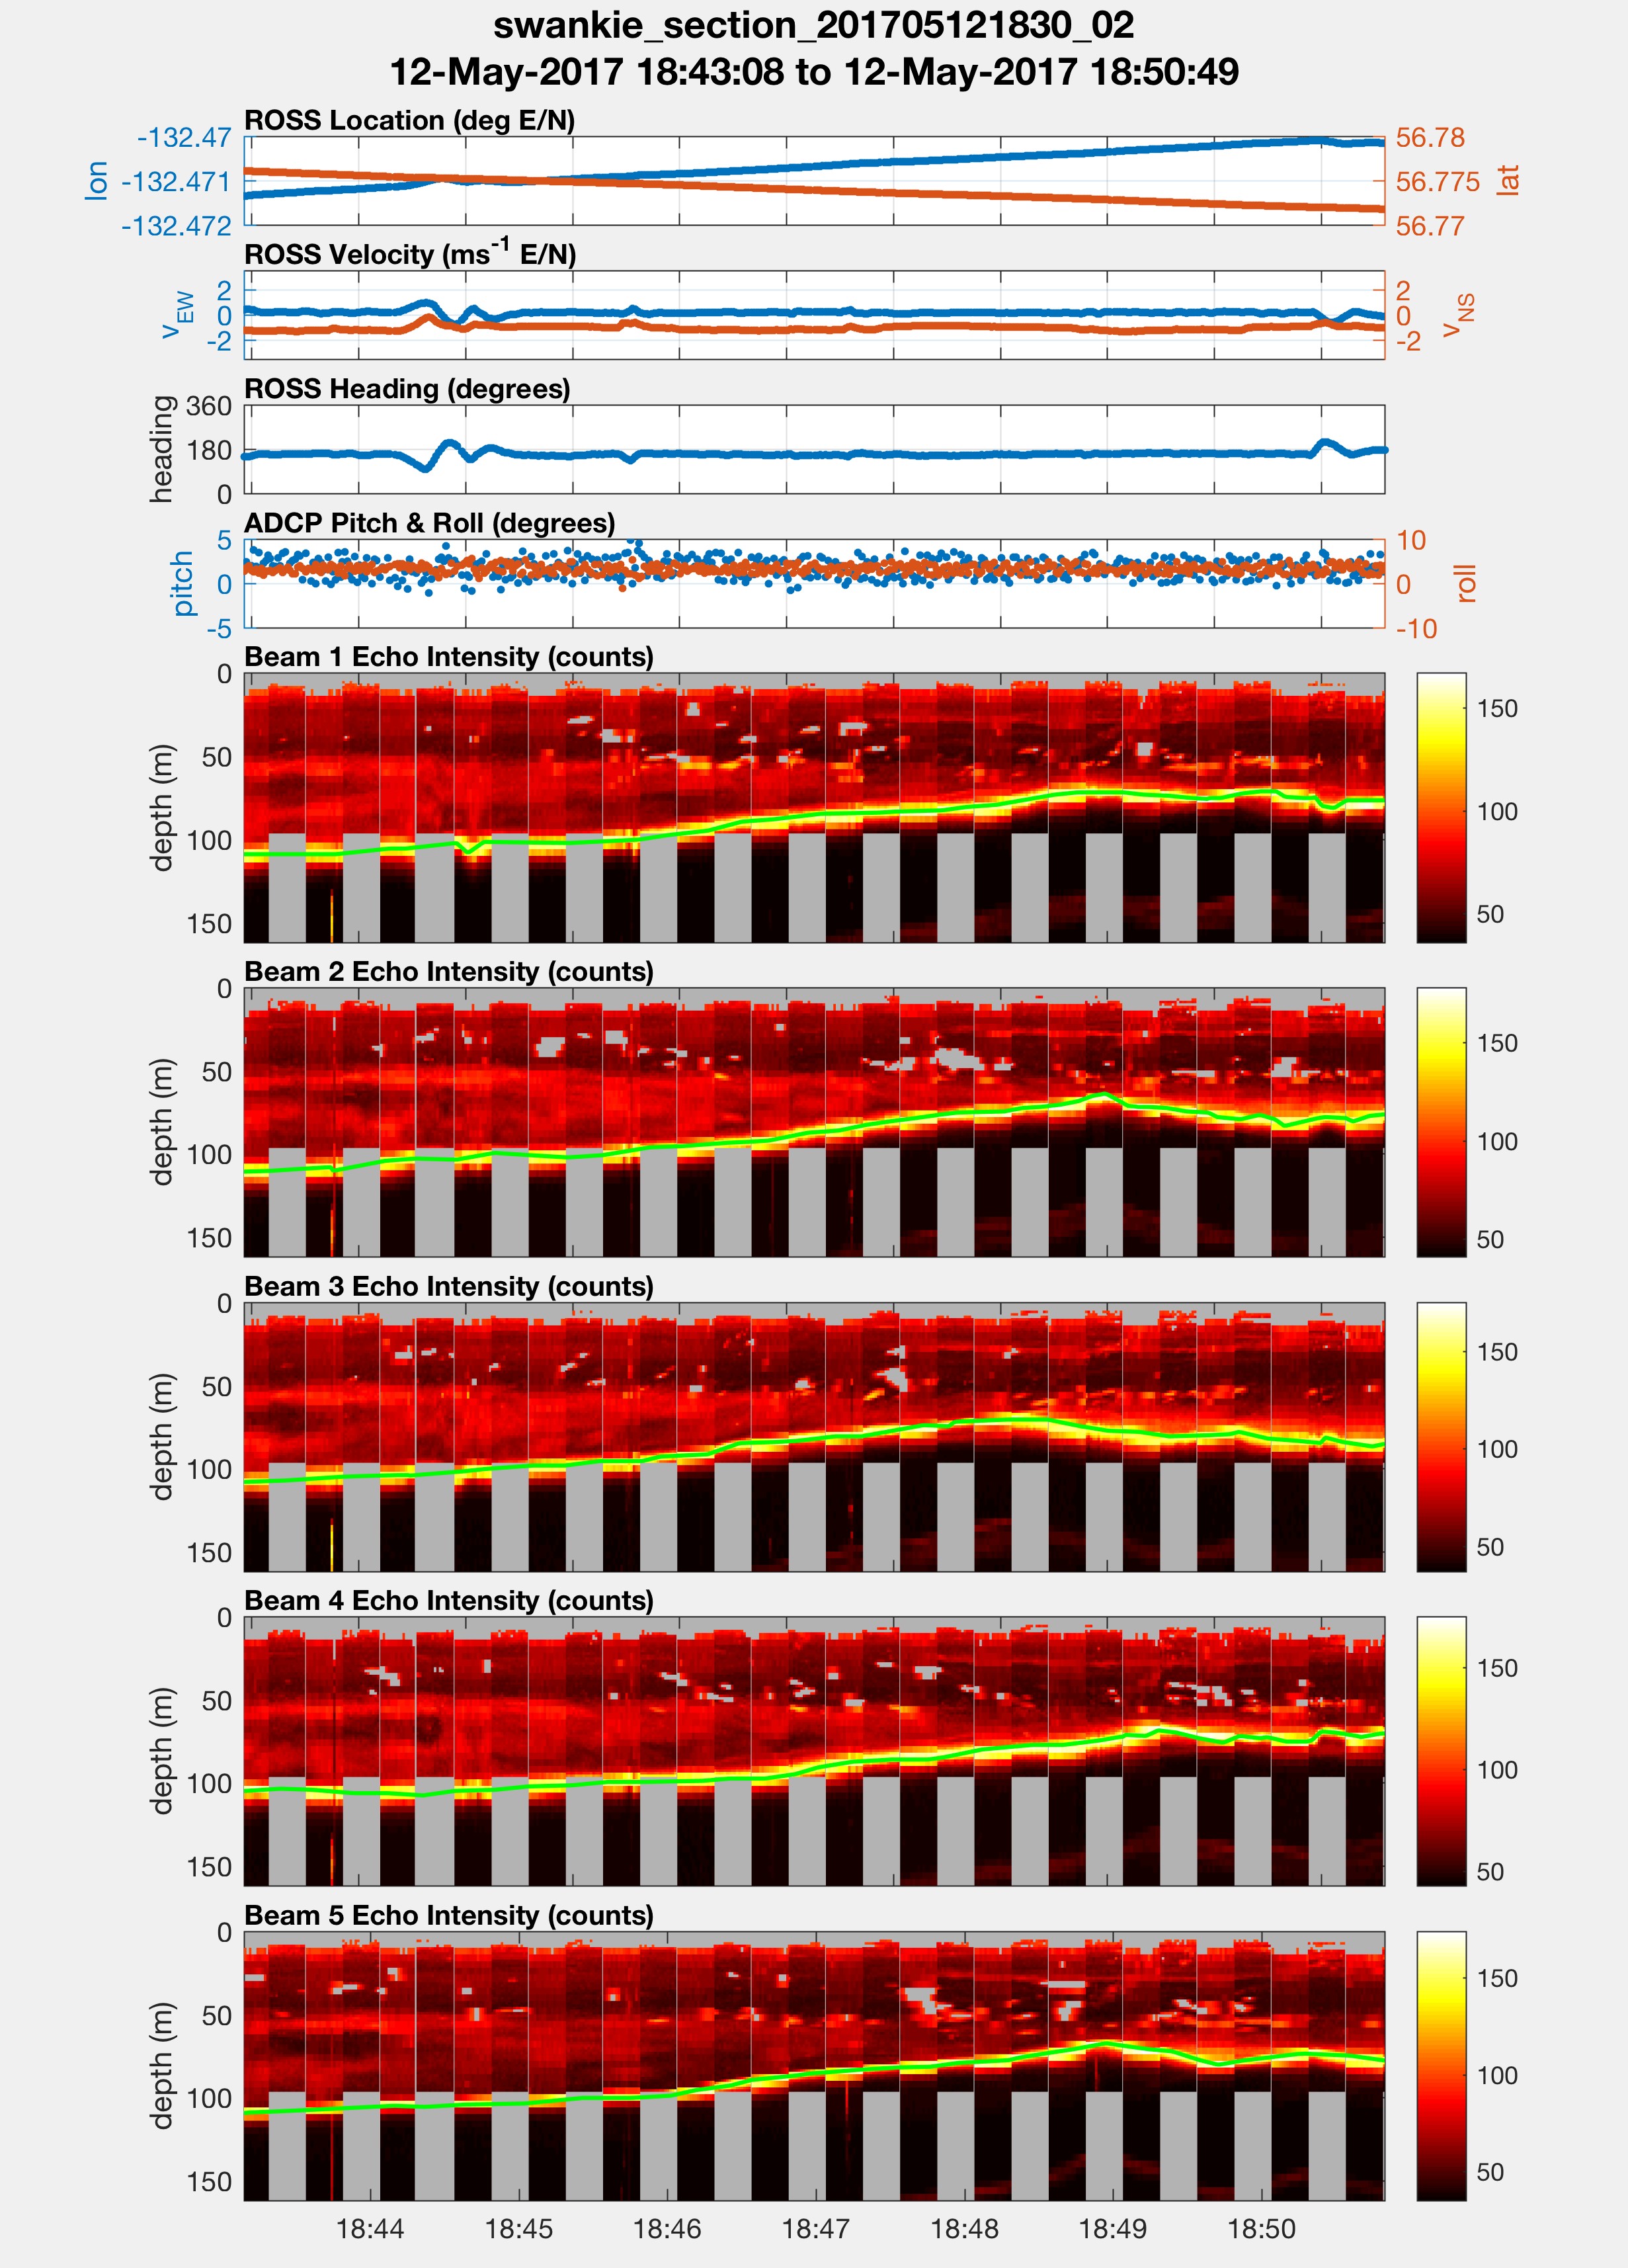 swankie_section_201705121830_02
12-May-2017 18:43:08 to 12-May-2017 18:50:49
ROSS Location (deg E/N)
-132.47
-132.471
-132.472
lon
56.78
56.775
56.77
lat
ROSS Velocity (ms-1 E/N)
2
0
-2
vEW
2
0
-2
vNS
ROSS Heading (degrees)
360
180
0
heading
ADCP Pitch & Roll (degrees)
5
0
-5
pitch
10
0
-10
roll
Beam 1 Echo Intensity (counts)
0
50
100
150
depth (m)
150
100
50
Beam 2 Echo Intensity (counts)
0
50
100
150
depth (m)
150
100
50
Beam 3 Echo Intensity (counts)
0
50
100
150
depth (m)
150
100
50
Beam 4 Echo Intensity (counts)
0
50
100
150
depth (m)
150
100
50
Beam 5 Echo Intensity (counts)
0
50
100
150
depth (m)
150
100
50
18:44 18:45 18:46 18:47 18:48 18:49 18:50